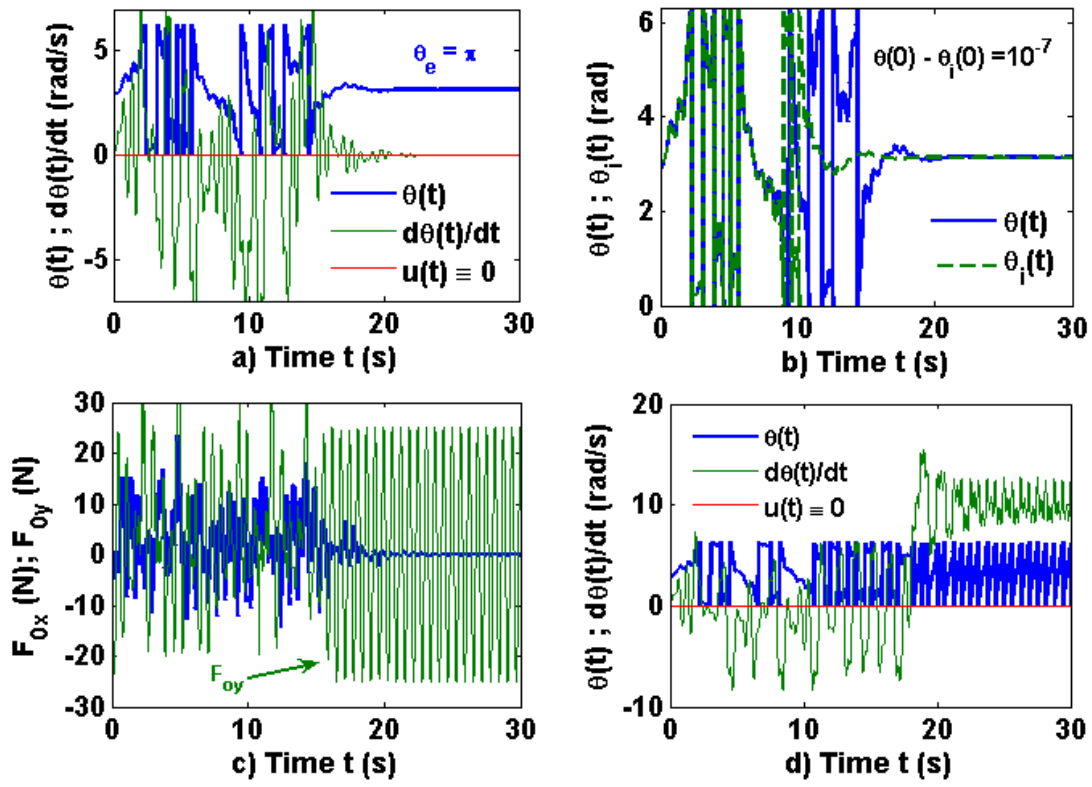 θ(t) ; dθ(t)/dt (rad/s)
5
0
-5
θe = π
θ(t)
dθ(t)/dt
u(t) ≡ 0
0 10 20 30
a) Time t (s)
θ(t) ; θi(t) (rad)
6
4
2
0
θ(0) - θi(0) =10^-7
θ(t)
θi(t)
0 10 20 30
b) Time t (s)
F0x (N); F0y (N)
30
20
10
0
-10
-20
-30
Foy
0 10 20 30
c) Time t (s)
θ(t) ; dθ(t)/dt (rad/s)
20
10
0
-10
θ(t)
dθ(t)/dt
u(t) ≡ 0
0 10 20 30
d) Time t (s)